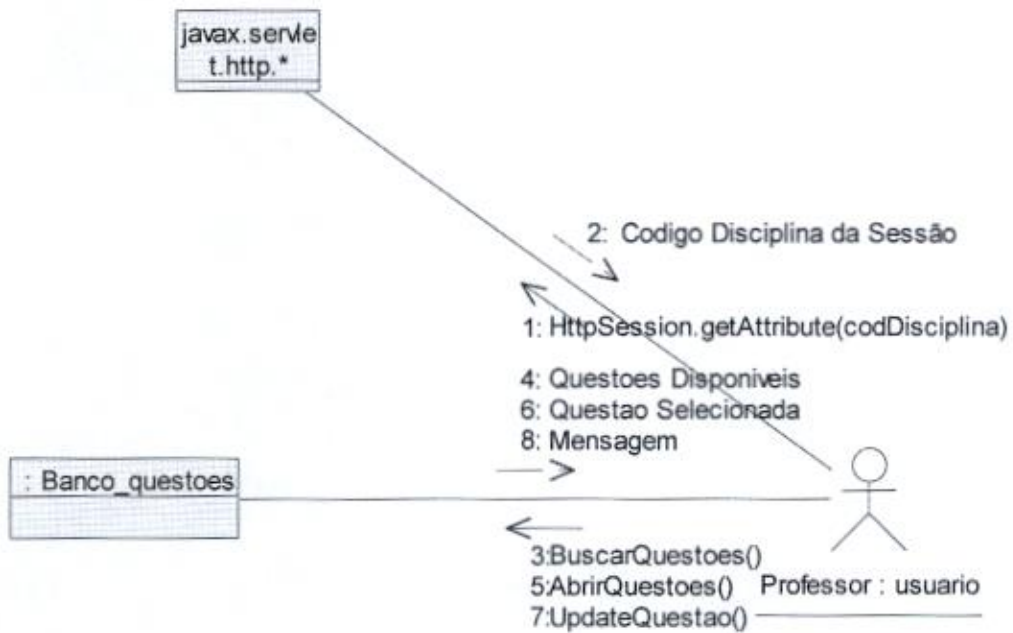 javax.servle
t.http.*
2: Codigo Disciplina da Sessão
1: HttpSession.getAttribute(codDisciplina)
4: Questoes Disponiveis
6: Questao Selecionada
8: Mensagem
: Banco_questoes
3:BuscarQuestoes()
5:AbrirQuestoes()
Professor : usuario
7:UpdateQuestao()